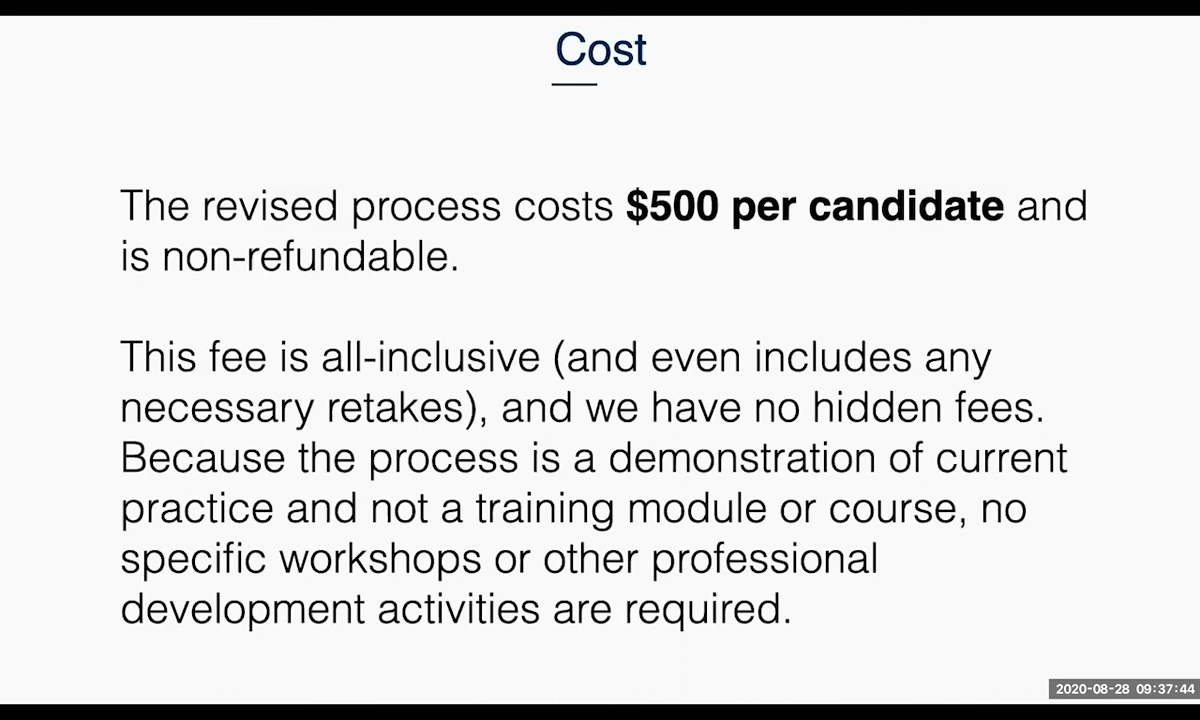 Cost
The revised process costs $500 per candidate and
is non-refundable.
This fee is all-inclusive (and even includes any
necessary retakes), and we have no hidden fees.
Because the process is a demonstration of current
practice and not a training module or course, no
specific workshops or other professional
development activities are required.
2020-08-28 09:37:44